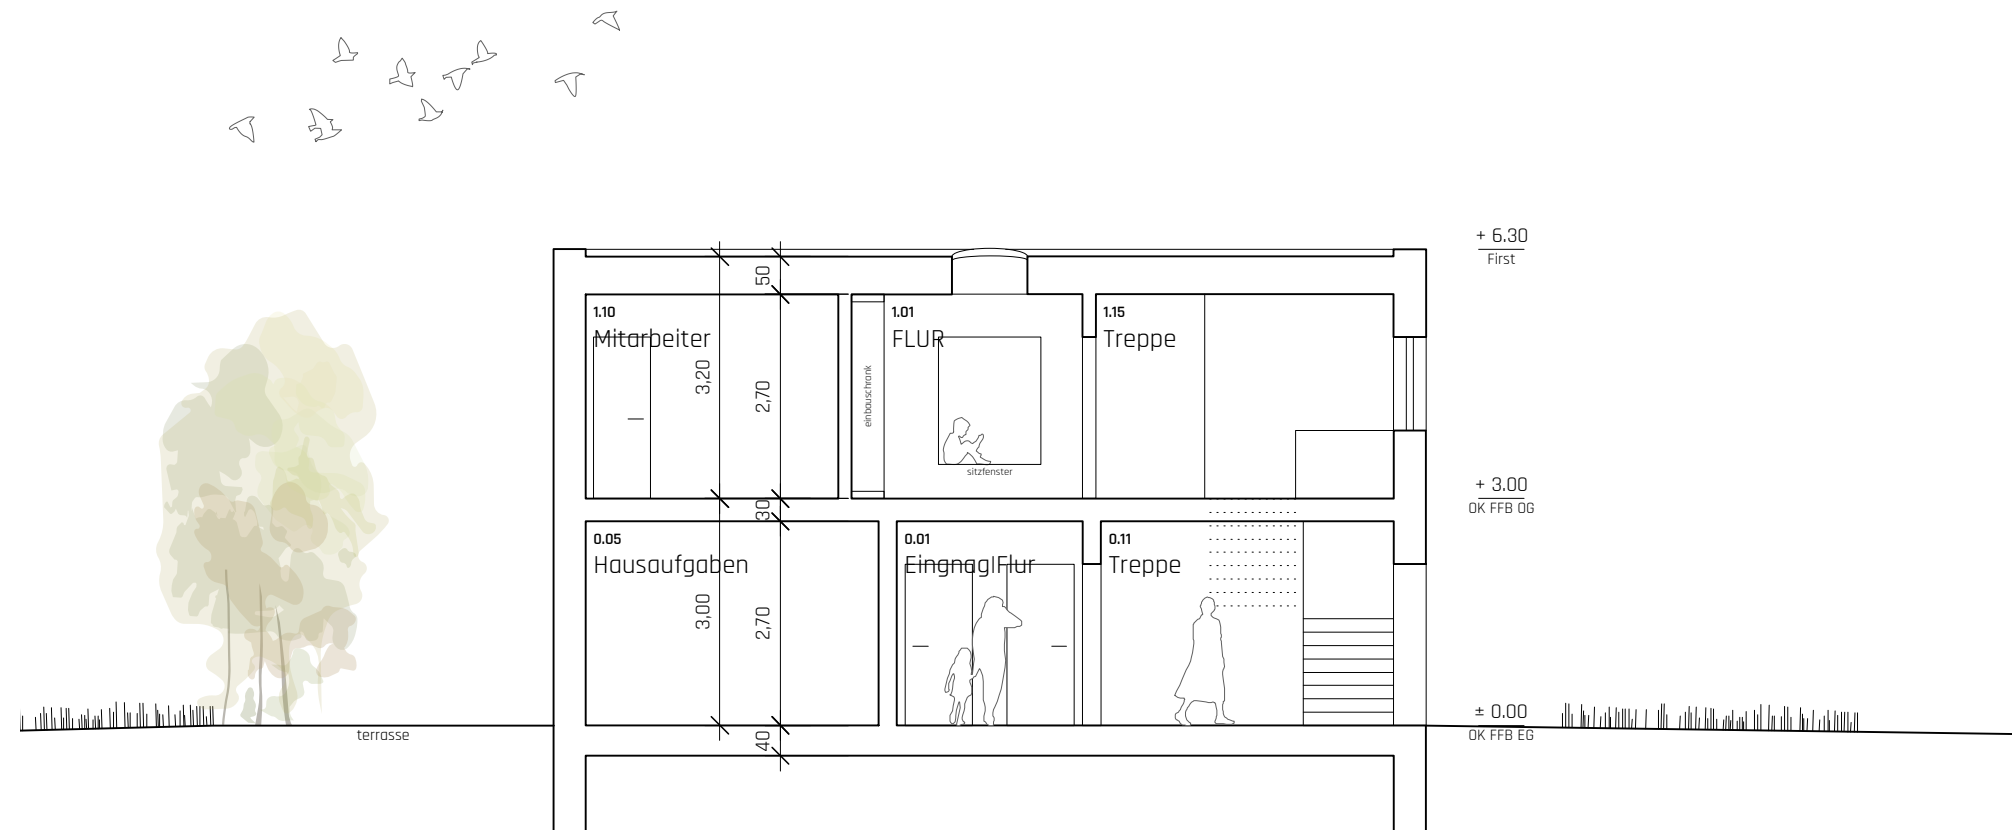 + 6.30
First
50
1.10
Mitarbeiter
1.01
FLUR
1.15
Treppe
3,20
2,70
einbauschrank
sitzfenster
+ 3.00
OK FFB OG
30
0.05
Hausaufgaben
0.01
EingnagIFlur
0.11
Treppe
3,00
2,70
± 0.00
OK FFB EG
terrasse
40